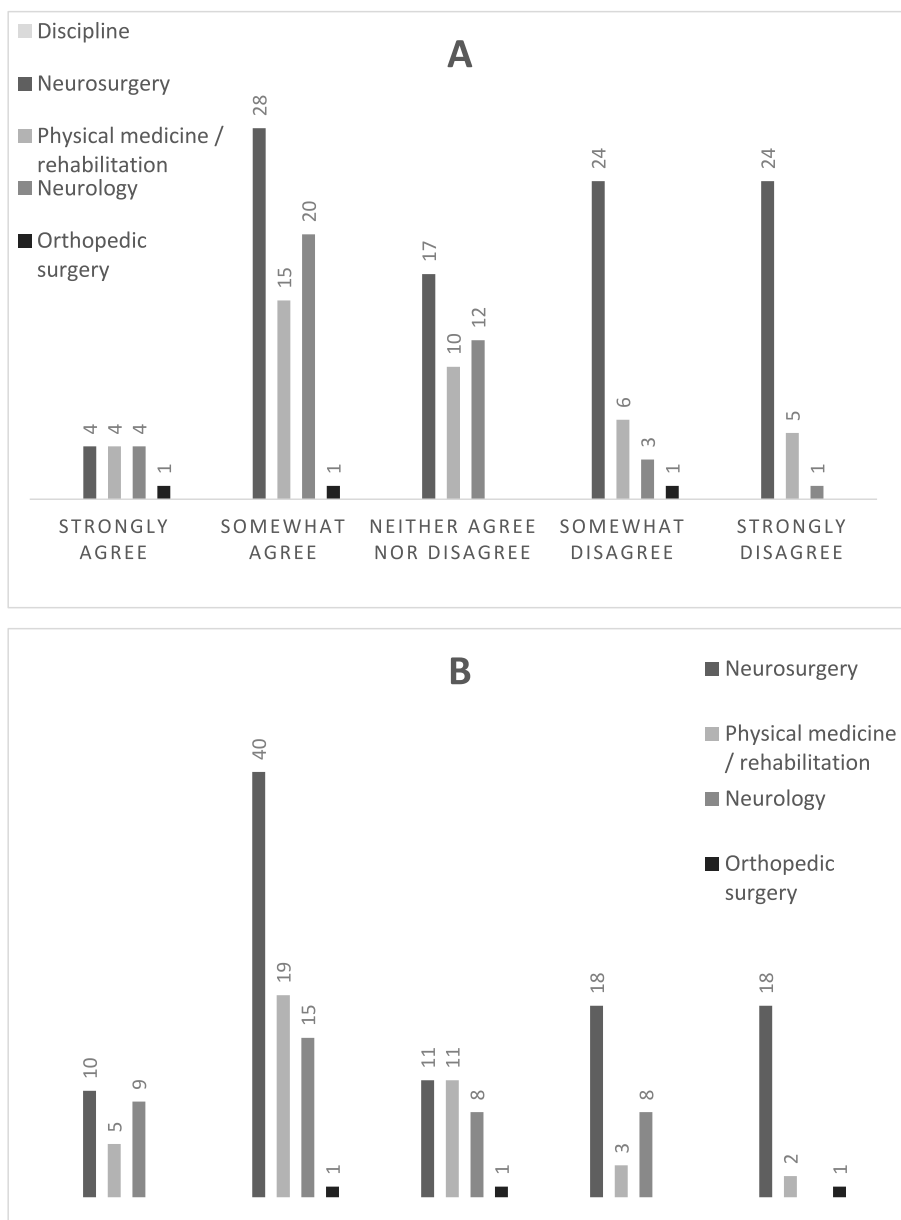 Discipline
A
Neurosurgery
Physical medicine /
rehabilitation
Neurology
Orthopedic
surgery
4 4 4 1
28 15 20 1
17 10 12
24 6 3 1
24 5 1
STRONGLY AGREE
SOMEWHAT AGREE
NEITHER AGREE NOR DISAGREE
SOMEWHAT DISAGREE
STRONGLY DISAGREE
B
Neurosurgery
Physical medicine
/ rehabilitation
Neurology
Orthopedic
surgery
10 5 9
40 19 15 1
11 11 8 1
18 3 8
18 2 1